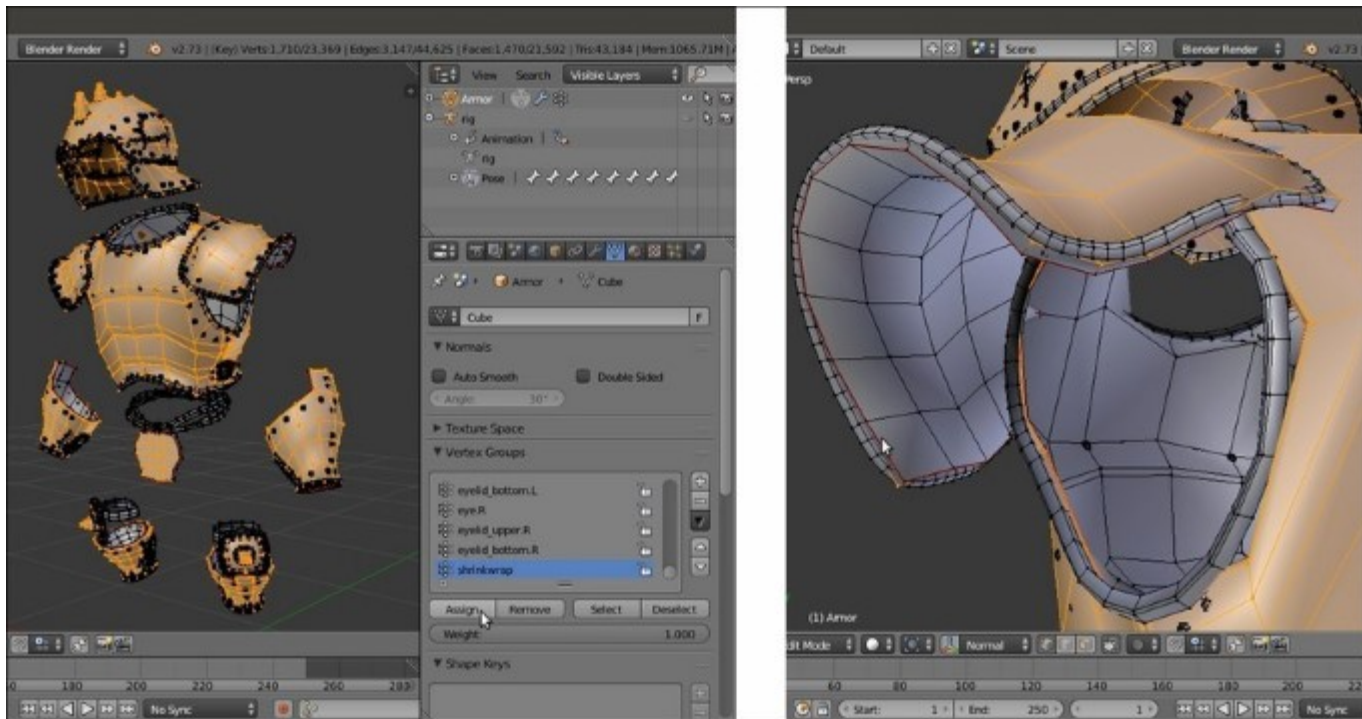 Blender Render
v2.73 | (Key) Verts:1,710/23,369 | Edges:3,147/44,625 | Faces:1,470/21,592 | Tris:43,184 | Mem:1065.71M |
View Search Visible Layers
Armor
rig
Animation
rig
Pose
Armor Cube
Cube F
Normals
Auto Smooth Double Sided
Angle: 30°
Texture Space
Vertex Groups
eyelid_bottom.L
eye.R
eyelid_upper.R
eyelid_bottom.R
shrinkwrap
Assign Remove Select Deselect
Weight: 1.000
Shape Keys
180 200 220 240 260 280
No Sync
Default Scene Blender Render v2.73
Persp
(1) Armor
dit Mode Normal
60 80 100 120 140 160 180 200 22
Start: 1 End: 250 1 No Sync